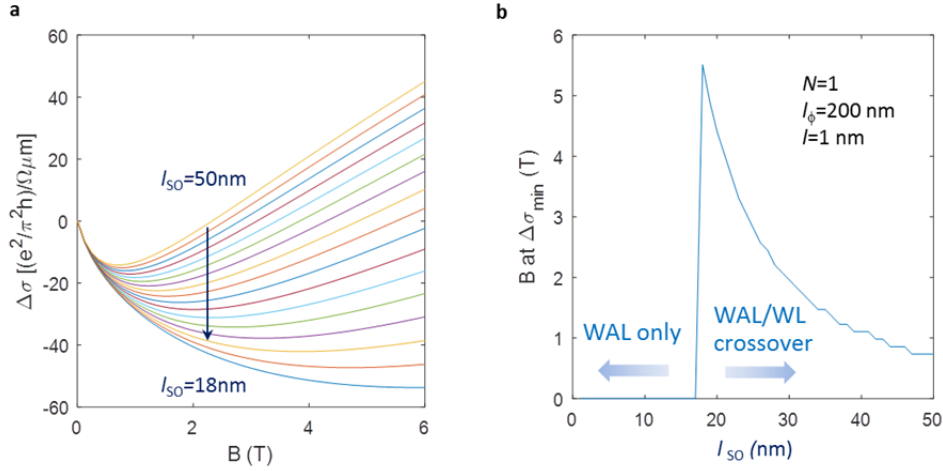 a
60
40
20
0
-20
-40
-60
Δσ [(e²/π²h)/Ωμm]
l_SO=50nm
l_SO=18nm
0
2
4
6
B (T)
b
6
5
4
3
2
1
0
B at Δσ_min (T)
N=1
l_ϕ=200 nm
l=1 nm
WAL only
WAL/WL
crossover
0
10
20
30
40
50
l_SO (nm)